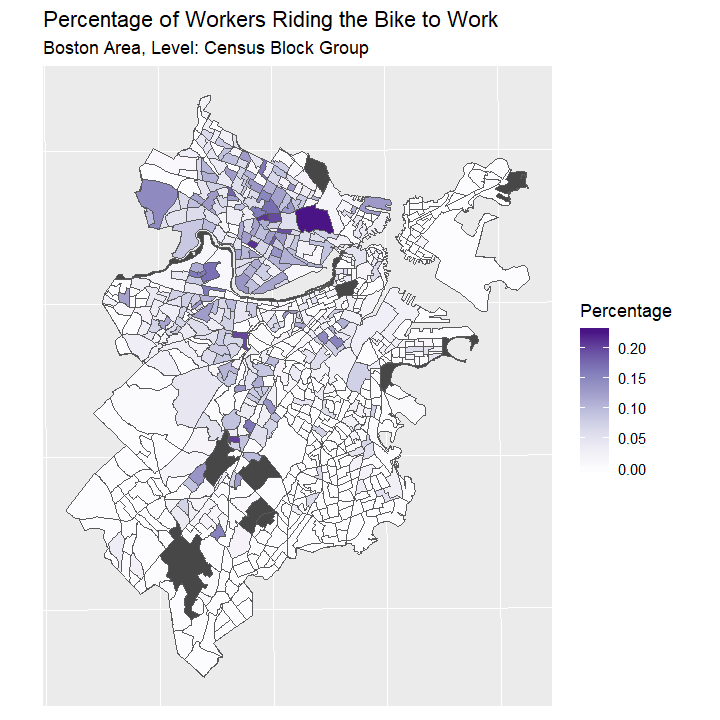 Percentage of Workers Riding the Bike to Work
Boston Area, Level: Census Block Group
Percentage
0.20
0.15
0.10
0.05
0.00